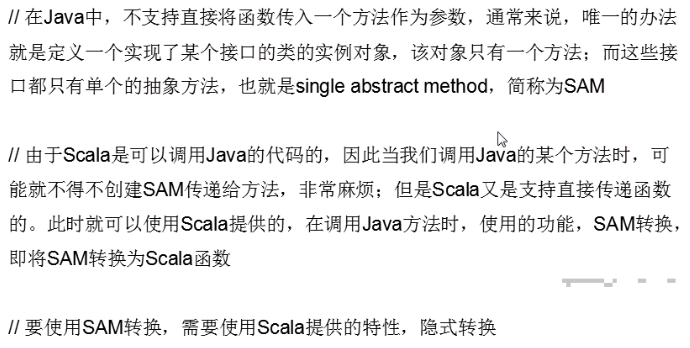 // 在Java中，不支持直接将函数传入一个方法作为参数，通常来说，唯一的办法
就是定义一个实现了某个接口的类的实例对象，该对象只有一个方法；而这些接
口都只有单个的抽象方法，也就是single abstract method，简称为SAM
// 由于Scala是可以调用Java的代码的，因此当我们调用Java的某个方法时，可
能就不得不创建SAM传递给方法，非常麻烦；但是Scala又是支持直接传递函数
的。此时就可以使用Scala提供的，在调用Java方法时，使用的功能，SAM转换，
即将SAM转换为Scala函数
// 要使用SAM转换，需要使用Scala提供的特性，隐式转换